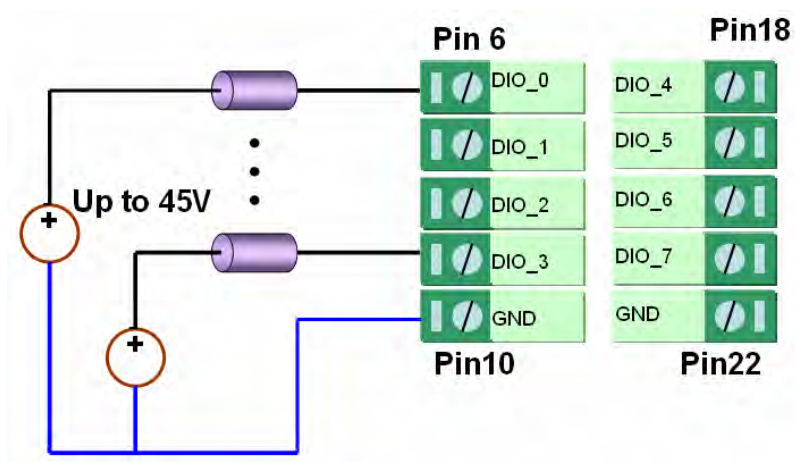 Pin 6
Pin18
DIO_0
DIO_4
DIO_1
DIO_5
Up to 45V
DIO_2
DIO_6
DIO_3
DIO_7
GND
GND
Pin10
Pin22
+
+